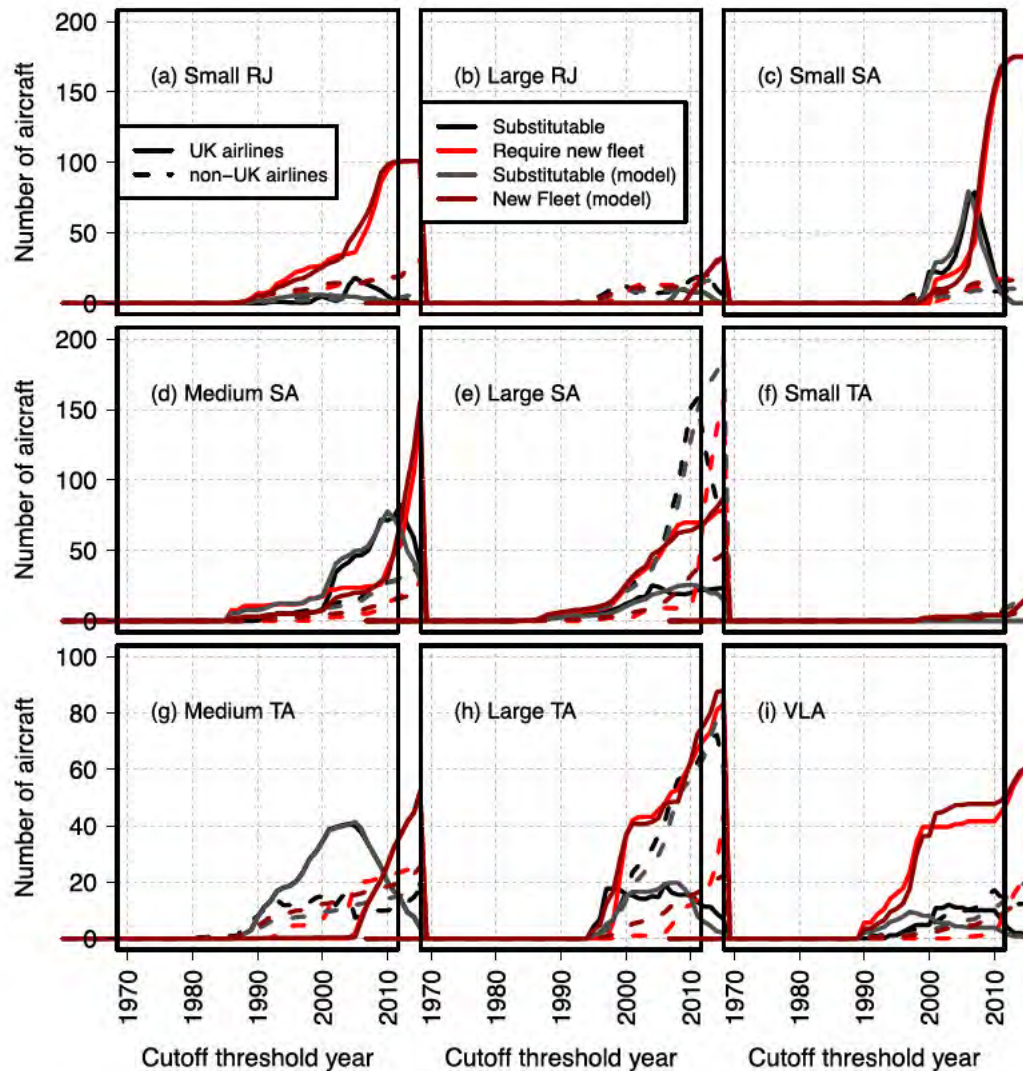 200
150
100
50
0
Number of aircraft
(a) Small RJ
UK airlines
non-UK airlines
(b) Large RJ
Substitutable
Require new fleet
Substitutable (model)
New Fleet (model)
(c) Small SA
200
150
100
50
0
Number of aircraft
(d) Medium SA
(e) Large SA
(f) Small TA
100
80
60
40
20
0
Number of aircraft
(g) Medium TA
(h) Large TA
(i) VLA
1970
1980
1990
2000
2010
1970
1980
1990
2000
2010
1970
1980
1990
2000
2010
Cutoff threshold year
Cutoff threshold year
Cutoff threshold year